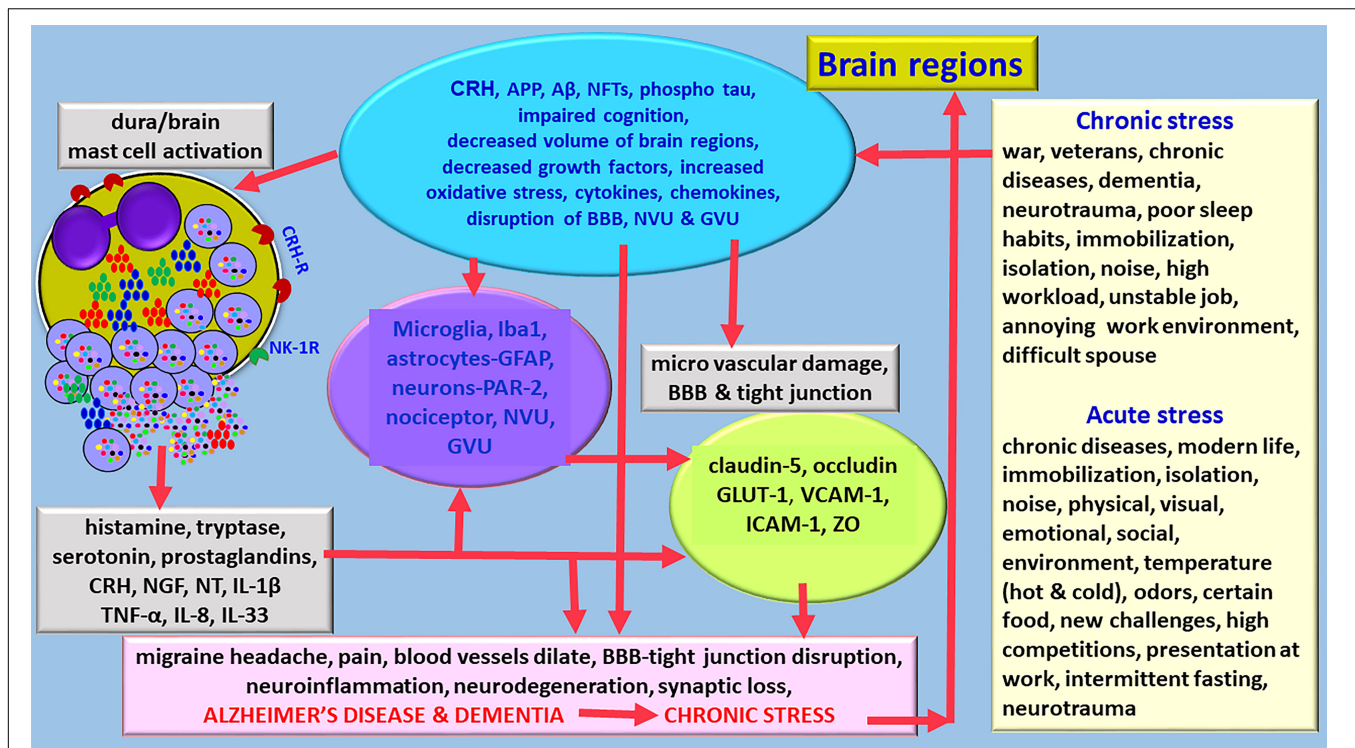 Brain regions
CRH, APP, Aβ, NFTs, phospho tau,
impaired cognition,
decreased volume of brain regions,
decreased growth factors, increased
oxidative stress, cytokines, chemokines,
disruption of BBB, NVU & GVU
dura/brain
mast cell activation
CRH-R
NK-1R
Microglia, Iba1,
astrocytes-GFAP,
neurons-PAR-2,
nociceptor, NVU,
GVU
micro vascular damage,
BBB & tight junction
claudin-5, occludin
GLUT-1, VCAM-1,
ICAM-1, ZO
histamine, tryptase,
serotonin, prostaglandins,
CRH, NGF, NT, IL-1β
TNF-α, IL-8, IL-33
migraine headache, pain, blood vessels dilate, BBB-tight junction disruption,
neuroinflammation, neurodegeneration, synaptic loss,
ALZHEIMER'S DISEASE & DEMENTIA CHRONIC STRESS
Chronic stress
war, veterans, chronic
diseases, dementia,
neurotrauma, poor sleep
habits, immobilization,
isolation, noise, high
workload, unstable job,
annoying work environment,
difficult spouse
Acute stress
chronic diseases, modern life,
immobilization, isolation,
noise, physical, visual,
emotional, social,
environment, temperature
(hot & cold), odors, certain
food, new challenges, high
competitions, presentation at
work, intermittent fasting,
neurotrauma